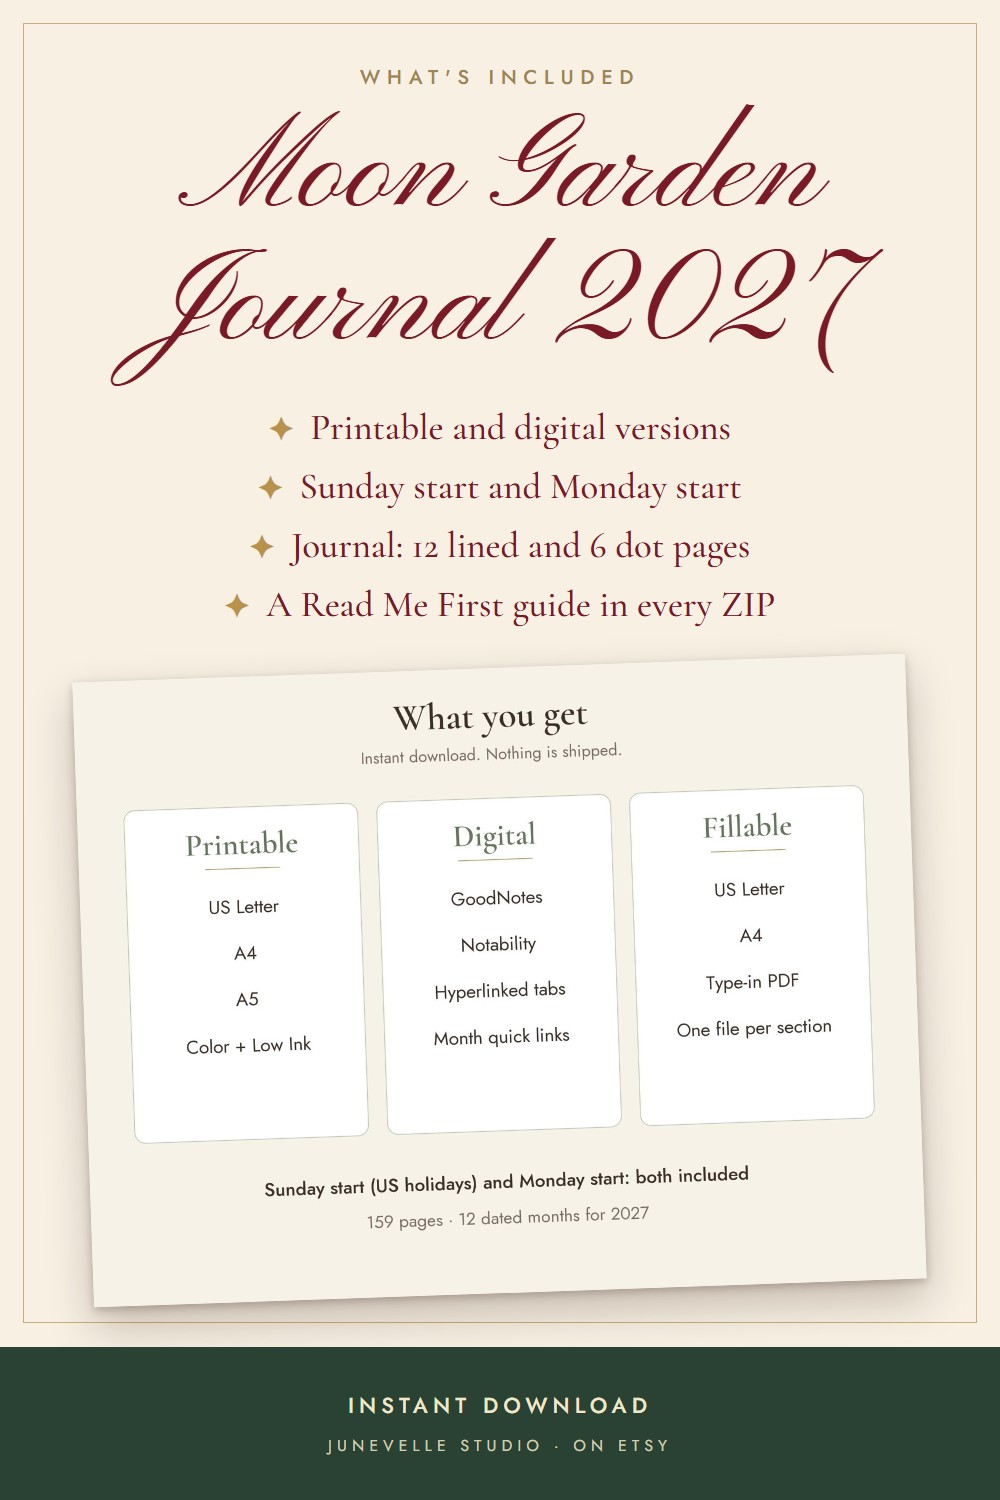 WHAT'S INCLUDED
Moon Garden
Journal 2027
Printable and digital versions
Sunday start and Monday start
Journal: 12 lined and 6 dot pages
A Read Me First guide in every ZIP
What you get
Instant download. Nothing is shipped.
Printable
US Letter
A4
A5
Color + Low Ink
Digital
GoodNotes
Notability
Hyperlinked tabs
Month quick links
Fillable
US Letter
A4
Type-in PDF
One file per section
Sunday start (US holidays) and Monday start: both included
159 pages · 12 dated months for 2027
INSTANT DOWNLOAD
JUNEVELLE STUDIO · ON ETSY